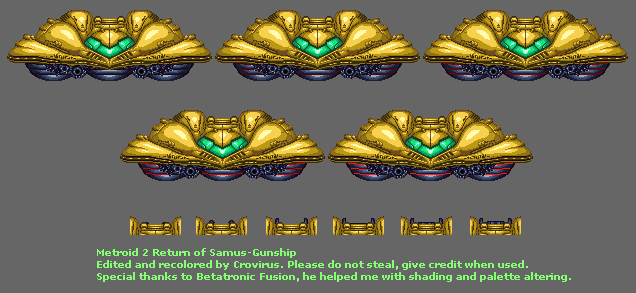 Metroid 2 Return of Samus-Gunship
Edited and recolored by Crovirus. Please do not steal, give credit when used.
Special thanks to Betatronic Fusion, he helped me with shading and palette altering.